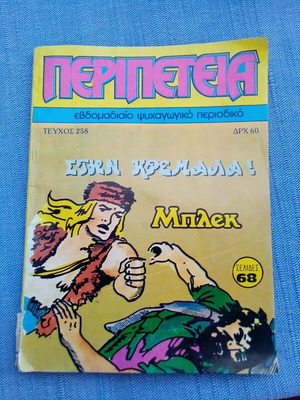 ΠΕΡΙΠΕΤΕΙΑ
εβδομαδιαίο ψυχαγωγικό περιοδικό
ΤΕΥΧΟΣ 258
ΔΡΧ 60
ΣΤΗΝ ΚΡΕΜΑΛΑ!
Μπλεκ
ΣΕΛΙΔΕΣ
68